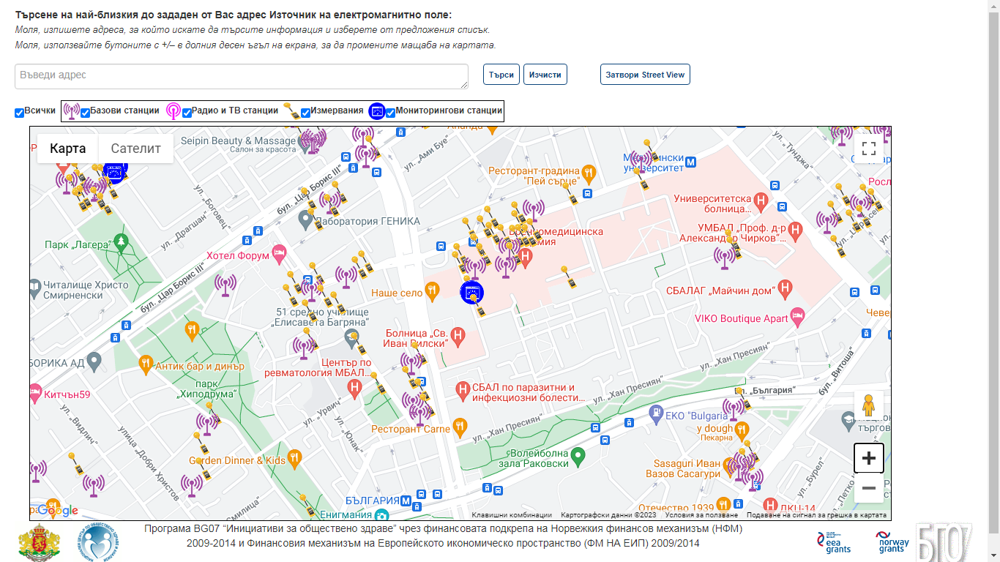 Търсене на най-близкия до зададен от Вас адрес Източник на електромагнитно поле:
Моля, изпишете адреса, за който искате да търсите информация и изберете от предложения списък.
Моля, използвайте бутоните с +/– в долния десен ъгъл на екрана, за да промените мащаба на картата.
Въведи адрес
Търси
Изчисти
Затвори Street View
Всички
Базови станции
Радио и ТВ станции
Измервания
Мониторингови станции
Карта
Сателит
Seipin Beauty & Massage
Салон за красота
бул. „Цар Борис III“
ул. „Ами Буе“
ул. „Тунджа“
Ресторант-градина
"Пей сърце"
университет
Росл
Университетска
болница...
ул. „Драгшан“
ул. „Боговец“
Лаборатория ГЕНИКА
УМБАЛ „Проф. д-р
Александър Чирков“...
Парк „Лагера“
Хотел Форум
Читалище Христо
Смирненски
бул. „Цар Борис III“
Наше село
СБАЛАГ „Майчин дом“
51 средно училище
„Елисавета Багряна“
VIKO Boutique Apart
Чеве
Болница „Св.
Иван Рилски“
БОРИКА АД
Антик бар и динър
Център по
ревматология МБАЛ...
ул. „Хан Пресиян“
бул. „Витоша“
парк
„Хиподрума“
Китчън59
СБАЛ по паразитни и
инфекциозни болести...
ул. „Хан Пресиян“
бул. „България“
EKO "Bulgaria
ул. „Урвич“
ул. „Видлич“
улица „Добри Христов“
ул. „Юнак“
Ресторант Carne
ул. „Хан Пресиян“
y dough
Пекарна
търгов
Garden Dinner & Kids
Волейболна
зала Раковски
Sasaguri Иван
Вазов Сасагури
ул. „Бурел“
БЪЛГАРИЯ
Енигмания
Отечество 1939
ДКЦ-14
Google
Клавишни комбинации
Картографски данни ©2023
Условия за ползване
Подаване на сигнал за грешка в картата
Програма BG07 “Инициативи за обществено здраве” чрез финансовата подкрепа на Норвежкия финансов механизъм (НФМ)
2009-2014 и Финансовия механизъм на Европейското икономическо пространство (ФМ НА ЕИП) 2009/2014
eea
grants
norway
grants
БГ07